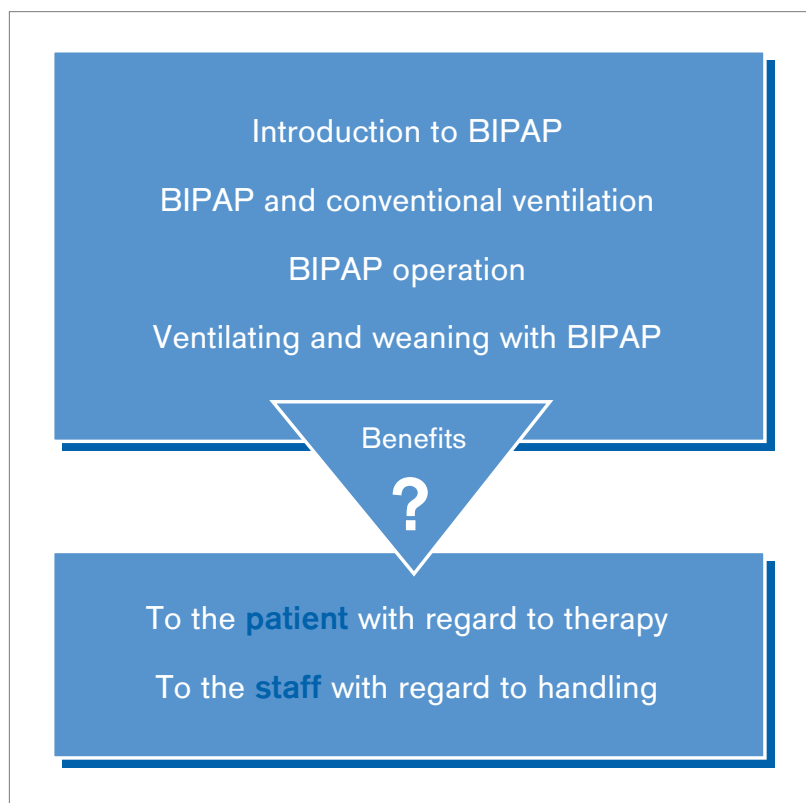 Introduction to BIPAP
BIPAP and conventional ventilation
BIPAP operation
Ventilating and weaning with BIPAP
Benefits
?
To the patient with regard to therapy
To the staff with regard to handling